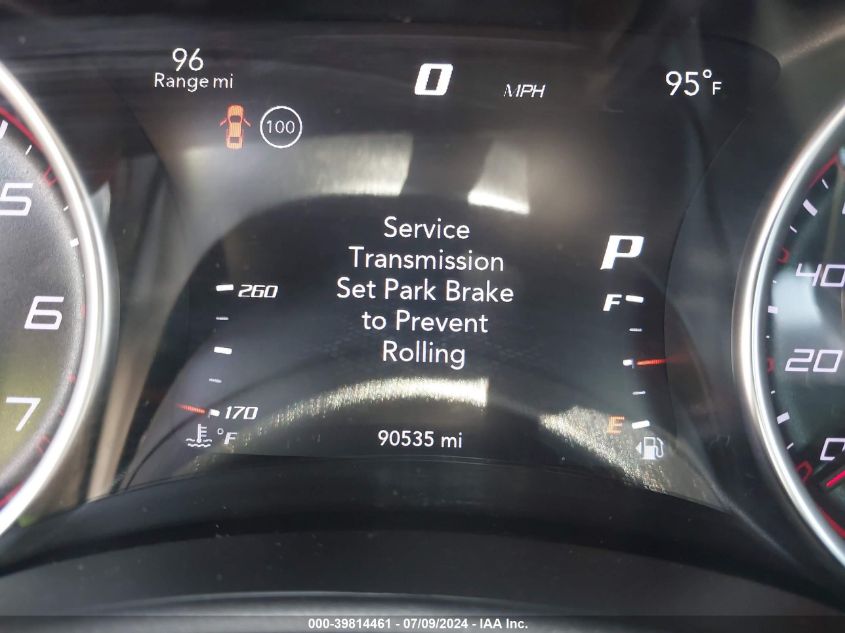 96
Range mi
0 MPH
95°F
100
5
6
7
Service
Transmission
Set Park Brake
to Prevent
Rolling
P
260
170
°F
F
E
90535 mi
40
20
0
000-39814461 - 07/09/2024 - IAA Inc.